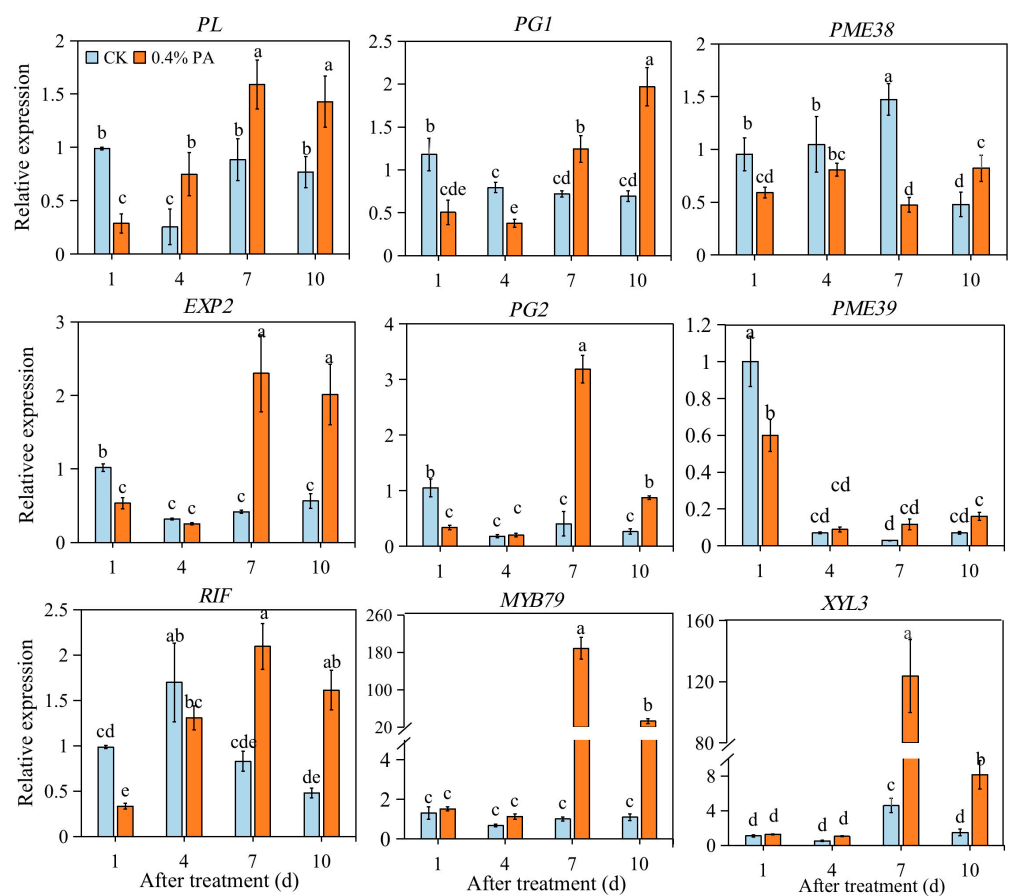 PL
PG1
PME38
CK 0.4% PA
Relative expression
2
1.5
1
0.5
0
b c c b b a b a
1 4 7 10
2.5
2
1.5
1
0.5
0
b cde c e cd b cd a
1 4 7 10
2
1.5
1
0.5
0
b cd b bc a d d c
1 4 7 10
EXP2
PG2
PME39
Relativee expression
3
2
1
0
b c c c c a c a
1 4 7 10
4
3
2
1
0
b c c c c a c b
1 4 7 10
1.2
1
0.8
0.6
0.4
0.2
0
a b cd cd d cd cd c
1 4 7 10
RIF
MYB79
XYL3
Relative expression
2.5
2
1.5
1
0.5
0
cd e ab bc cde a de ab
1 4 7 10
After treatment (d)
260
180
100
20
4
2
0
c c c c c a c b
1 4 7 10
After treatment (d)
160
120
80
8
4
0
d d d d c a d b
1 4 7 10
After treatment (d)